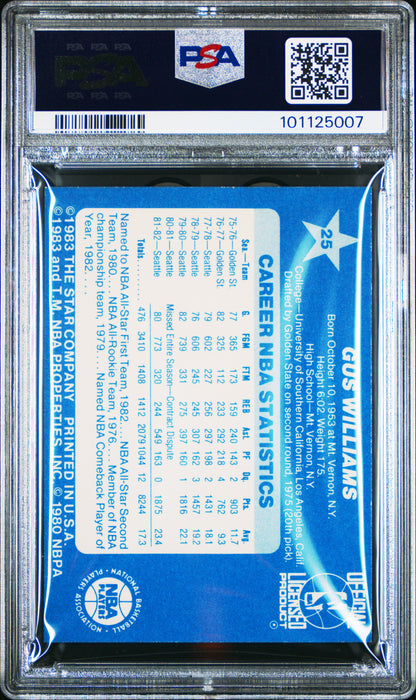 PSA
PSA
101125007
25
GUS WILLIAMS
Born October 10, 1953 at Mt. Vernon, N.Y.
Height 6:02. Weight 175.
High School—Mt. Vernon, N.Y.
College—University of Southern California, Los Angeles, Calif.
Drafted by Golden State on second round, 1975 (20th pick).
OFFICIAL
NBA
LICENSED
PRODUCT®
CAREER NBA STATISTICS
Sea.—Team G. FGM FTM REB Ast. PF Dq. Pts. Avg.
75-76—Golden St 77 365 173 159 240 143 2 903 11.7
76-77—Golden St 82 325 112 233 292 218 4 762 9.3
77-78—Seattle 79 602 227 256 294 198 2 1431 18.1
78-79—Seattle 76 606 245 245 307 162 3 1457 19.2
79-80—Seattle 82 739 331 275 397 160 1 1816 22.1
80-81—Seattle Missed Entire Season—Contract Dispute
81-82—Seattle 80 773 320 244 549 163 0 1875 23.4
Totals 476 3410 1408 1412 2079 1044 12 8244 17.3
Named to NBA All-Star First Team, 1982. . . . NBA All-Star Second
Team, 1980. . . . NBA All-Rookie Team, 1976. . . . Member of NBA
championship team, 1979. . . . Named NBA Comeback Player of
Year, 1982. . . .
© 1983 THE STAR COMPANY PRINTED IN U.S.A.
© 1983 and T.M. NBA PROPERTIES, INC. © 1980 NBPA
NATIONAL BASKETBALL
NBA
PLAYERS ASSOCIATION